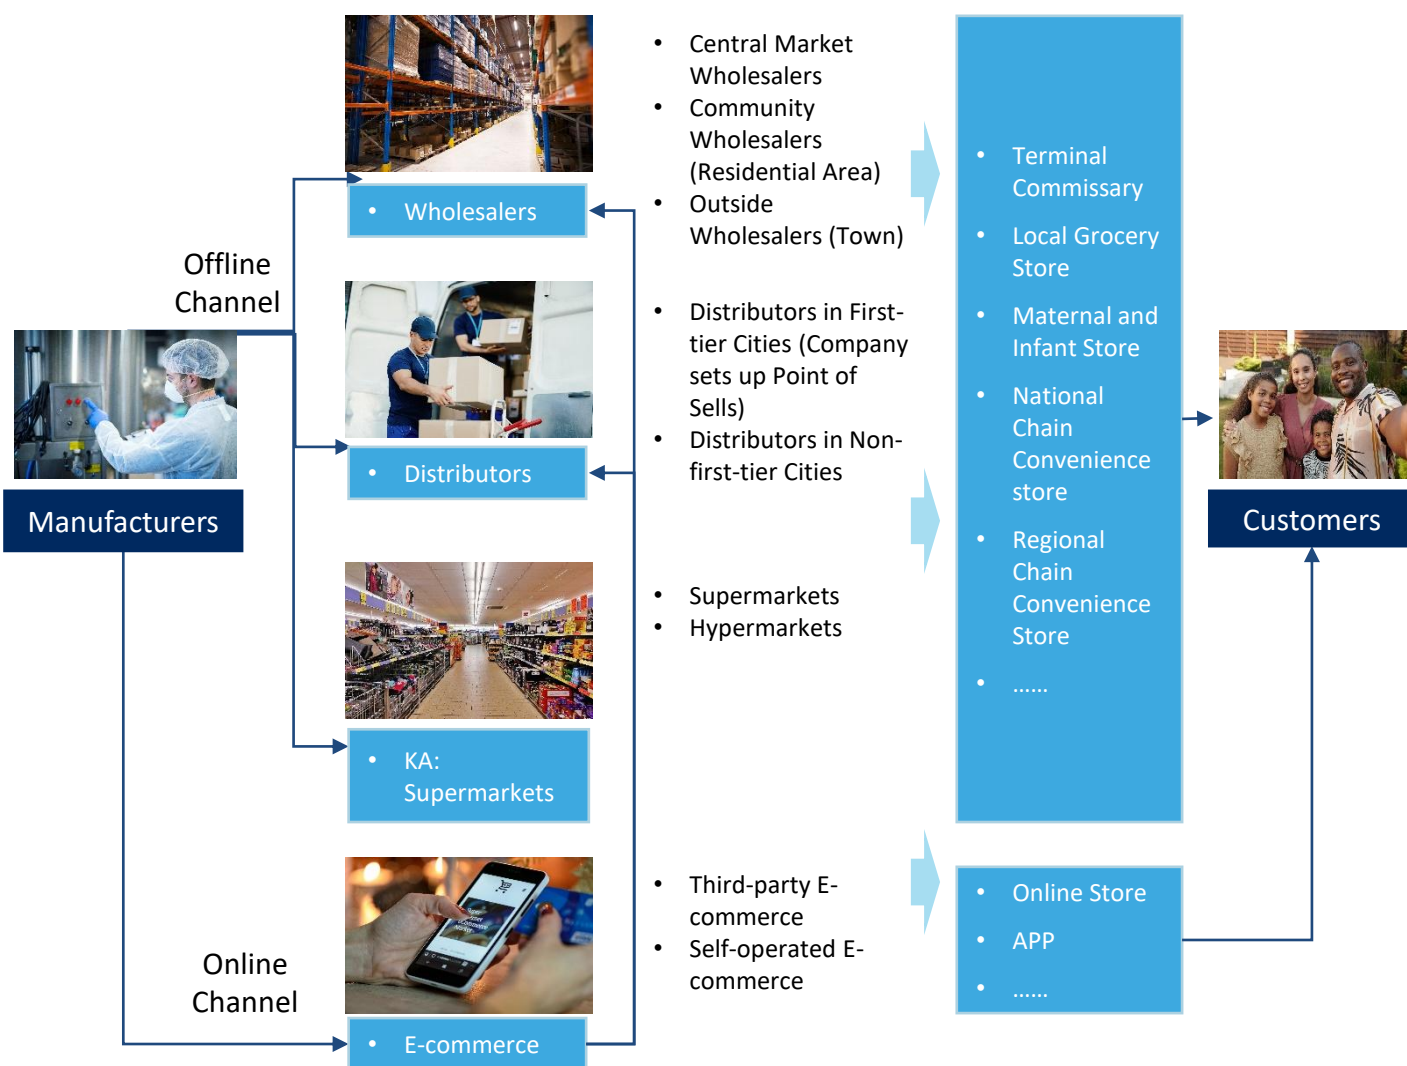 Offline
Channel
Manufacturers
Online
Channel
• Wholesalers
• Distributors
• KA:
Supermarkets
• E-commerce
• Central Market
Wholesalers
• Community
Wholesalers
(Residential Area)
• Outside
Wholesalers (Town)
• Distributors in First-
tier Cities (Company
sets up Point of
Sells)
• Distributors in Non-
first-tier Cities
• Supermarkets
• Hypermarkets
• Third-party E-
commerce
• Self-operated E-
commerce
• Terminal
Commissary
• Local Grocery
Store
• Maternal and
Infant Store
• National
Chain
Convenience
store
• Regional
Chain
Convenience
Store
• ……
• Online Store
• APP
• ……
Customers